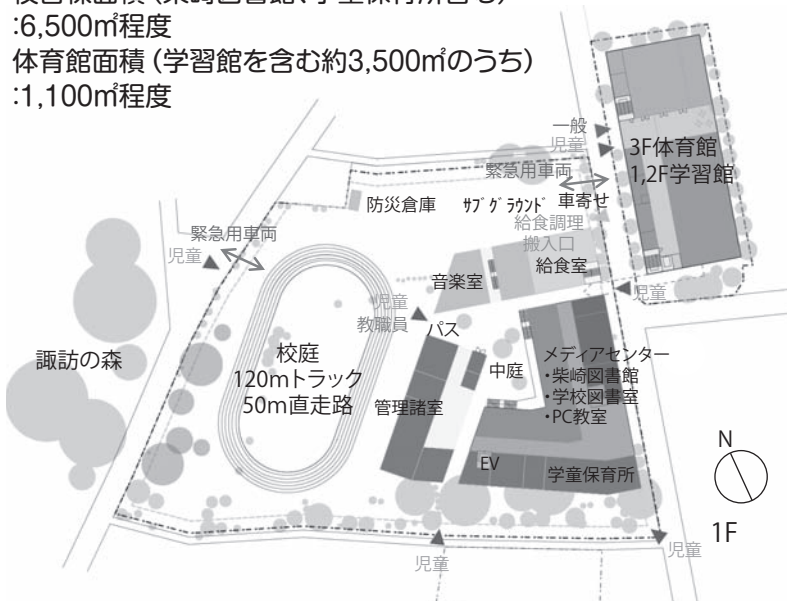 :6,500㎡程度
体育館面積 (学習館を含む約3,500㎡のうち)
:1,100㎡程度
一般
児童
3F体育館
1,2F学習館
緊急用車両
防災倉庫
サブグラウンド
車寄せ
給食調理
搬入口
緊急用車両
児童
音楽室
給食室
児童
児童
教職員
パス
諏訪の森
校庭
120mトラック
50m直走路
中庭
メディアセンター
・柴崎図書館
・学校図書室
・PC教室
管理諸室
EV
学童保育所
N
1F
児童
児童